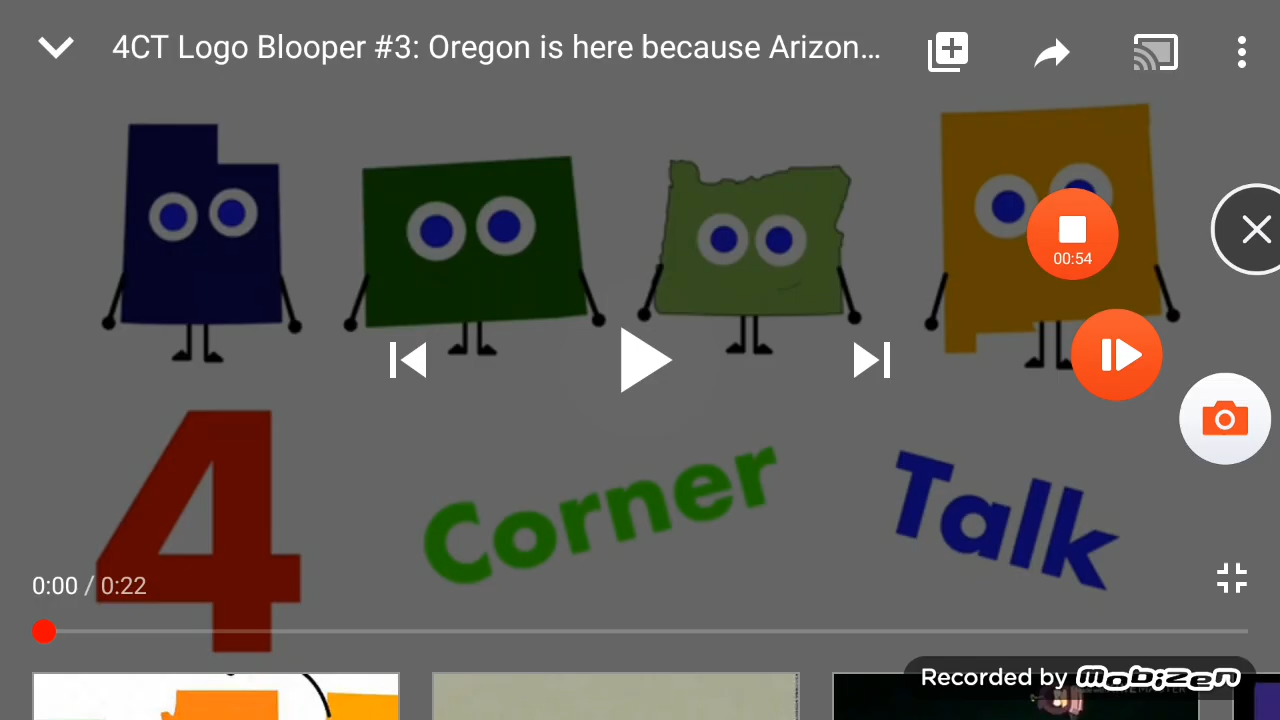 4CT Logo Blooper #3: Oregon is here because Arizon...
00:54
4 Corner Talk
0:00 / 0:22
Recorded by mobizen